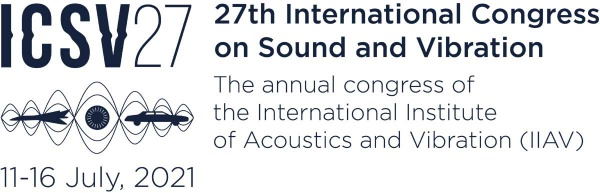 ICSV27
11-16 July, 2021
27th International Congress
on Sound and Vibration
The annual congress of
the International Institute
of Acoustics and Vibration (IIAV)